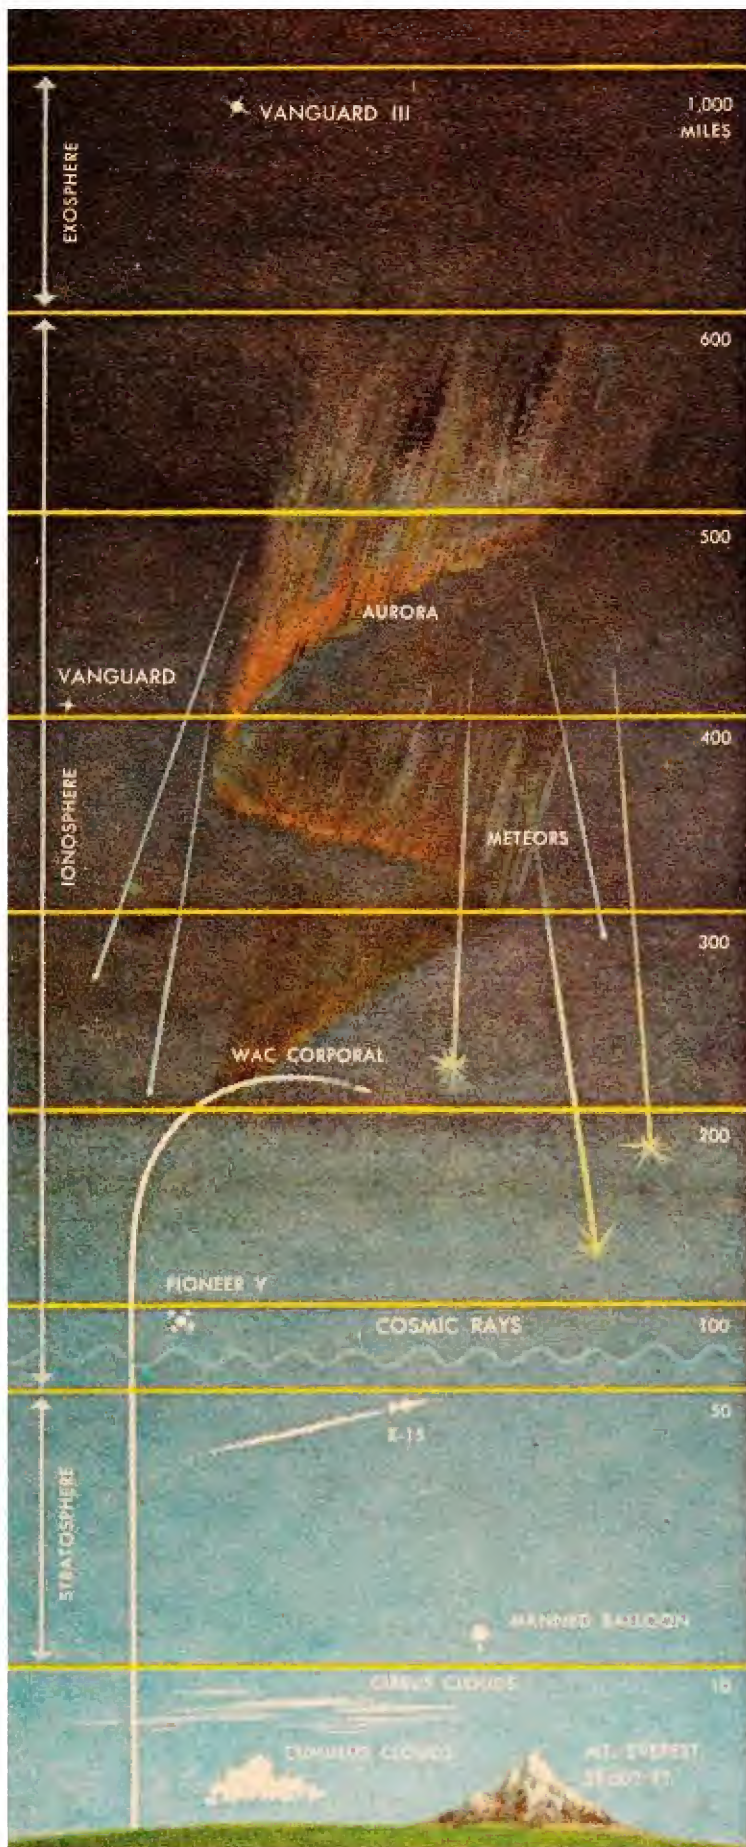 VANGUARD III
1,000
MILES
EXOSPHERE
600
500
AURORA
VANGUARD
400
IONOSPHERE
METEORS
300
WAC CORPORAL
200
PIONEER V
COSMIC RAYS
100
50
X-15
STRATOSPHERE
MANNED BALLOON
CIRRUS CLOUDS
10
CUMULUS CLOUDS
MT. EVEREST